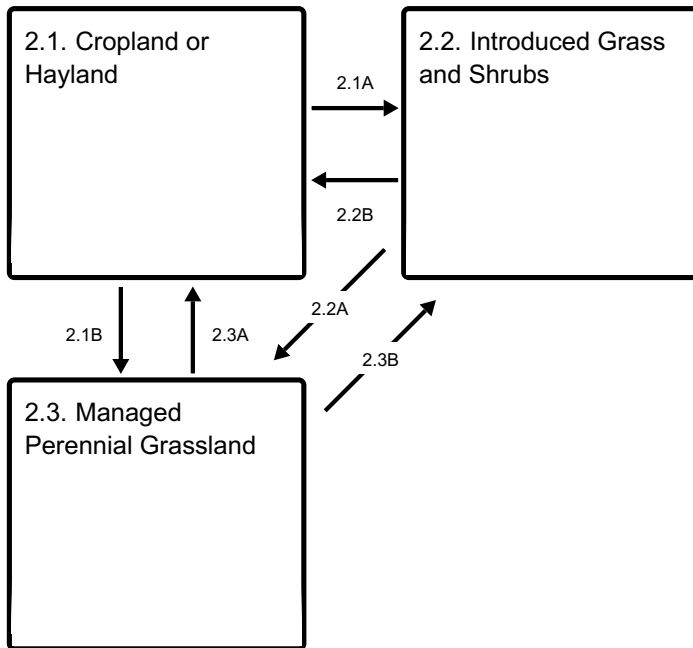 2.1. Cropland or
Hayland
2.1A
2.2. Introduced Grass
and Shrubs
2.2B
2.2A
2.1B
2.3A
2.3B
2.3. Managed
Perennial Grassland